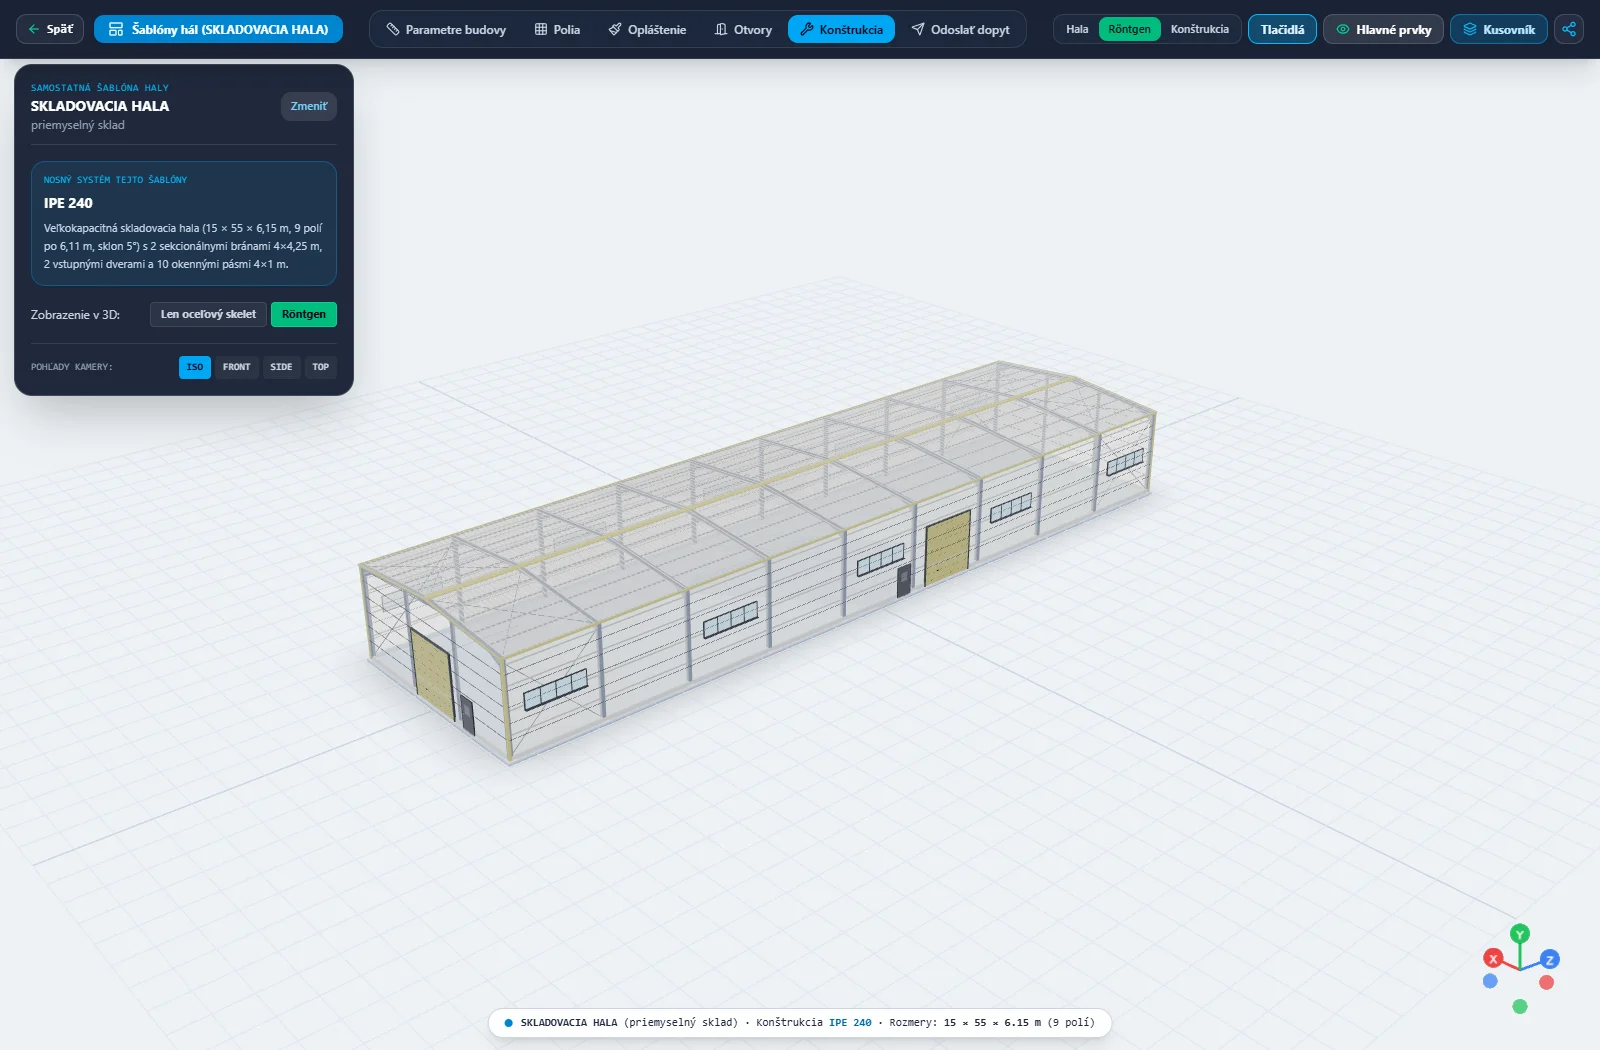 Späť
Šablóny hál (SKLADOVACIA HALA)
Parametre budovy
Polia
Opláštenie
Otvory
Konštrukcia
Odoslať dopyt
Hala
Röntgen
Konštrukcia
Tlačidlá
Hlavné prvky
Kusovník
SAMOSTATNÁ ŠABLÓNA HALY
SKLADOVACIA HALA
priemyselný sklad
Zmeniť
NOSNÝ SYSTÉM TEJTO ŠABLÓNY
IPE 240
Veľkokapacitná skladovacia hala (15 × 55 × 6,15 m, 9 polí
po 6,11 m, sklon 5°) s 2 sekcionálnymi bránami 4×4,25 m,
2 vstupnými dverami a 10 okennými pásmi 4×1 m.
Zobrazenie v 3D:
Len oceľový skelet
Röntgen
POHĽADY KAMERY:
ISO
FRONT
SIDE
TOP
Y
X
Z
SKLADOVACIA HALA (priemyselný sklad) · Konštrukcia IPE 240 · Rozmery: 15 × 55 × 6.15 m (9 polí)